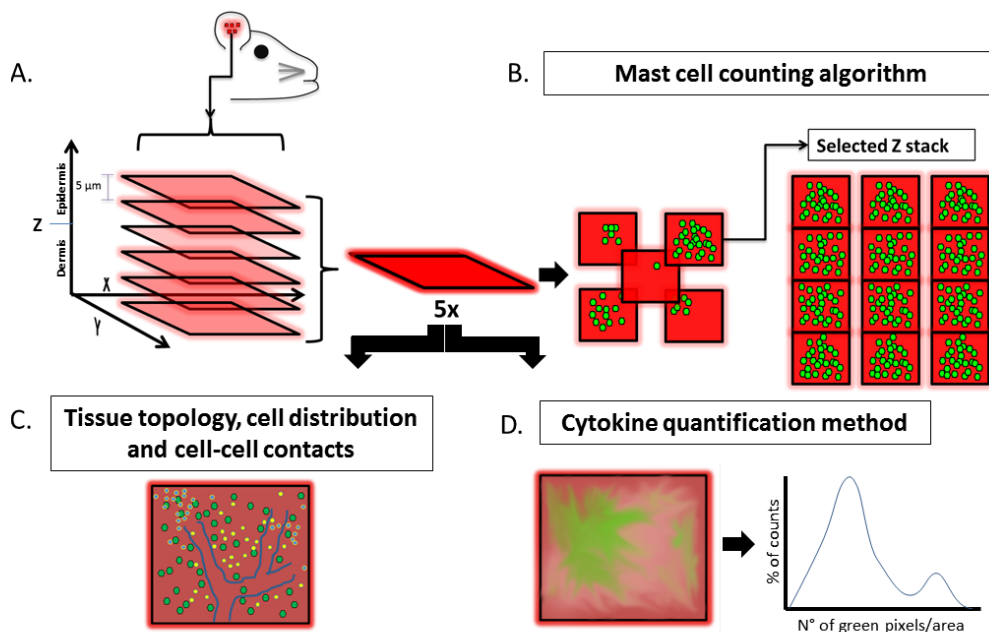 A.
B.
Mast cell counting algorithm
Selected Z stack
Epidermis
5 µm
Z
Dermis
X
Y
5x
C.
Tissue topology, cell distribution
and cell-cell contacts
D.
Cytokine quantification method
% of counts
N° of green pixels/area